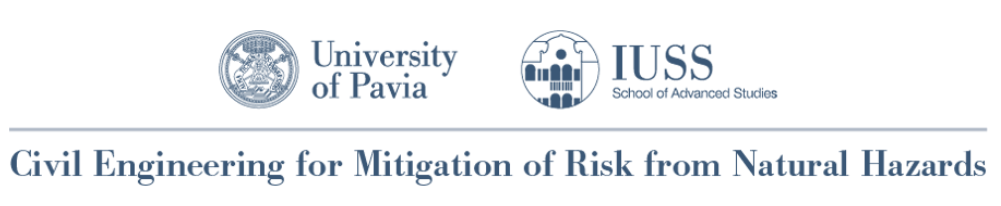 University
of Pavia
IUSS
School of Advanced Studies
Civil Engineering for Mitigation of Risk from Natural Hazards